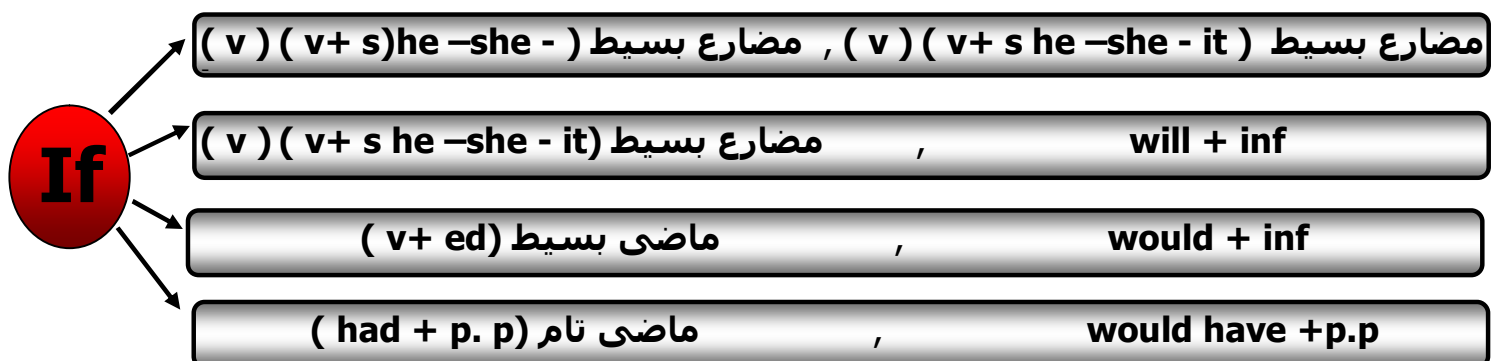 ( v ) ( v+ s)he –she - ) مضارع بسيط , ( v ) ( v+ s he –she - it ) مضارع بسيط
If
( v ) ( v+ s he –she - it) مضارع بسيط , will + inf
( v+ ed) ماضى بسيط , would + inf
( had + p. p) ماضى تام , would have +p.p